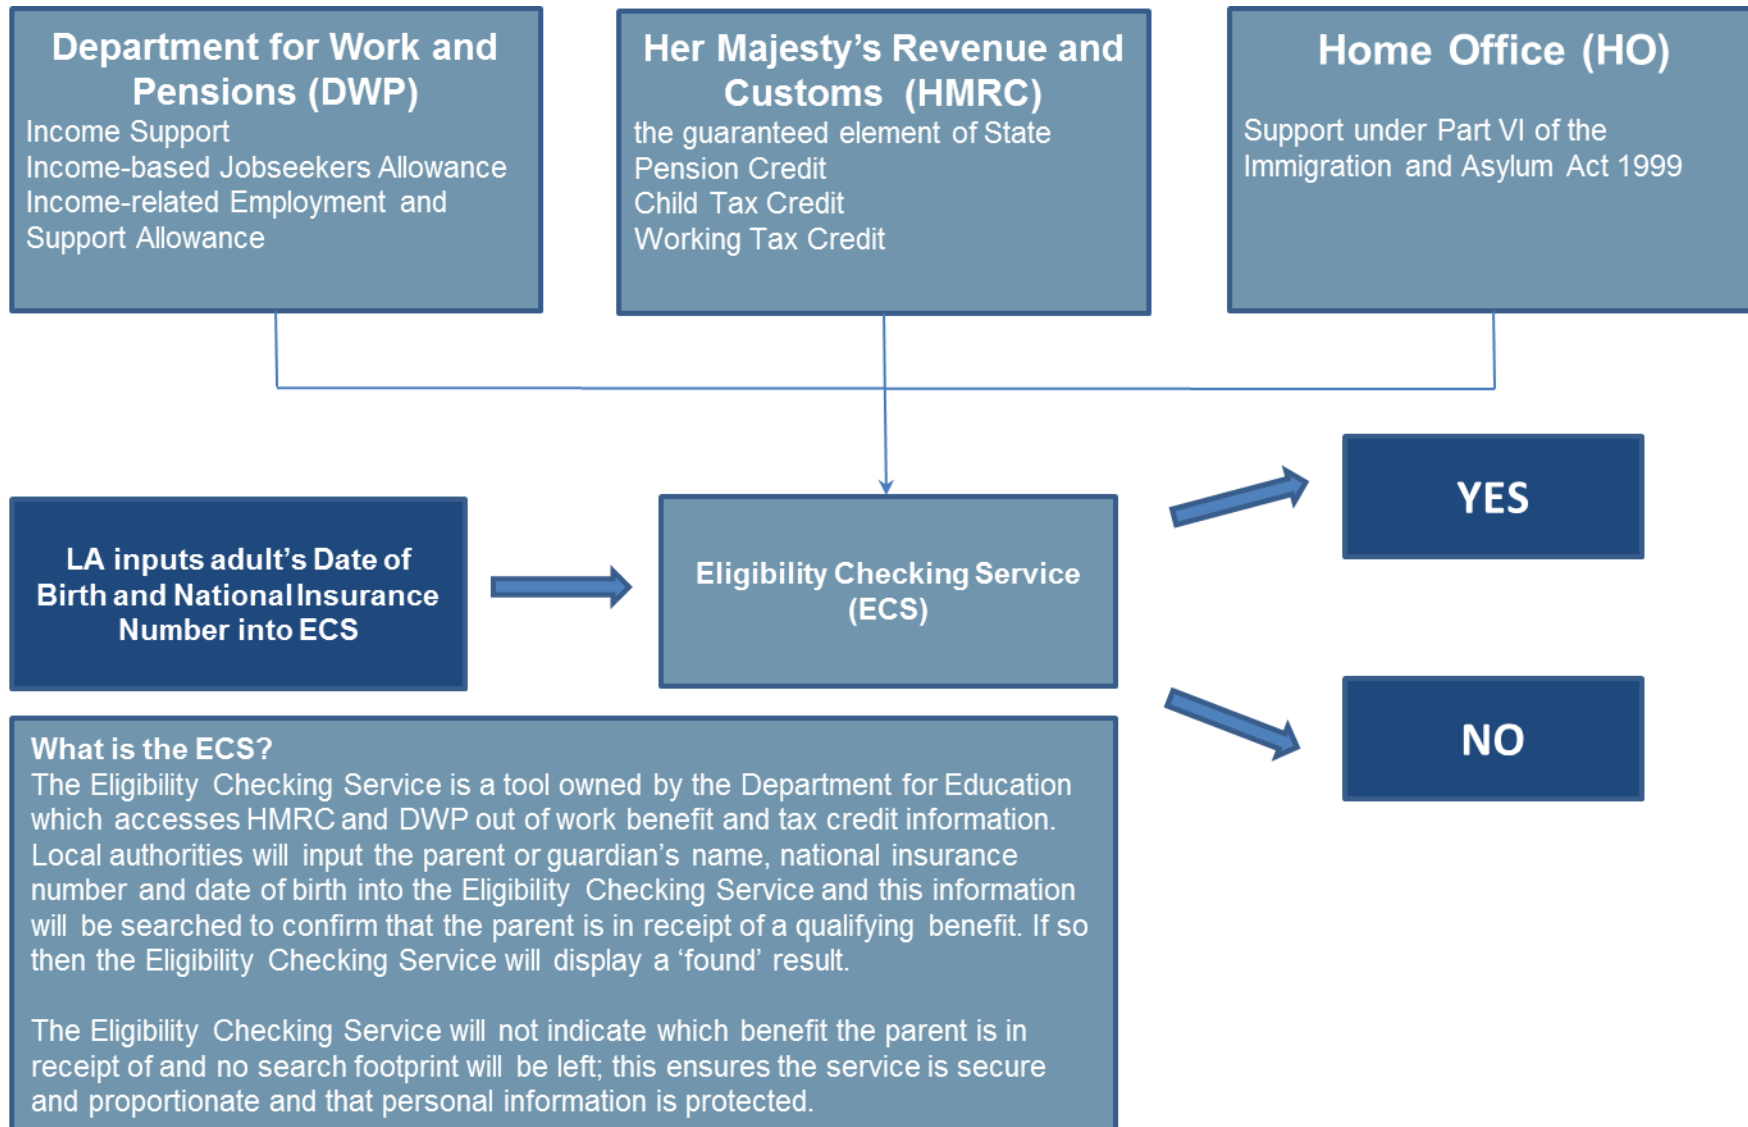 Department for Work and
Pensions (DWP)
Income Support
Income-based Jobseekers Allowance
Income-related Employment and
Support Allowance
Her Majesty’s Revenue and
Customs (HMRC)
the guaranteed element of State
Pension Credit
Child Tax Credit
Working Tax Credit
Home Office (HO)
Support under Part VI of the
Immigration and Asylum Act 1999
LA inputs adult’s Date of
Birth and National Insurance
Number into ECS
Eligibility Checking Service
(ECS)
YES
NO
What is the ECS?
The Eligibility Checking Service is a tool owned by the Department for Education
which accesses HMRC and DWP out of work benefit and tax credit information.
Local authorities will input the parent or guardian’s name, national insurance
number and date of birth into the Eligibility Checking Service and this information
will be searched to confirm that the parent is in receipt of a qualifying benefit. If so
then the Eligibility Checking Service will display a ‘found’ result.
The Eligibility Checking Service will not indicate which benefit the parent is in
receipt of and no search footprint will be left; this ensures the service is secure
and proportionate and that personal information is protected.